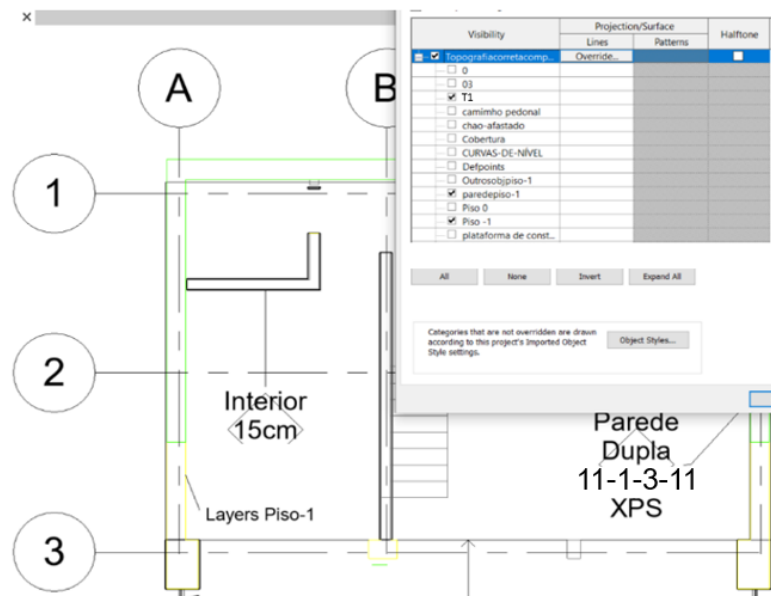 ×
Visibility
Projection/Surface
Halftone
Lines
Patterns
Topografiacorretacomp...
Override...
0
03
T1
camimho pedonal
chao-afastado
Cobertura
CURVAS-DE-NÍVEL
Defpoints
Outrosobjpiso-1
paredepiso-1
Piso 0
Piso -1
plataforma de const...
All
None
Invert
Expand All
Categories that are not overridden are drawn
according to this project's Imported Object
Style settings.
Object Styles...
A
B
1
2
3
Interior
15cm
Layers Piso-1
Parede
Dupla
11-1-3-11
XPS